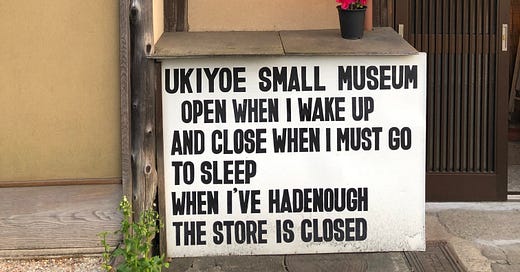 UKIYOE SMALL MUSEUM
OPEN WHEN I WAKE UP
AND CLOSE WHEN I MUST GO
TO SLEEP
WHEN I'VE HADENOUGH
THE STORE IS CLOSED